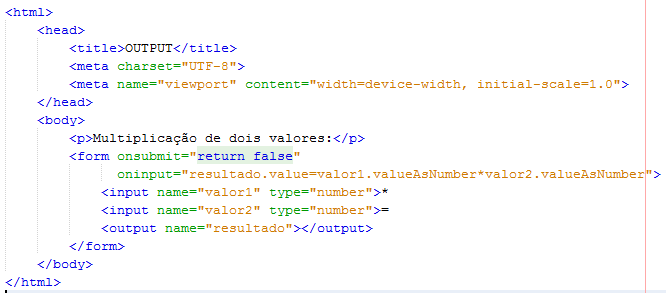 <html>
    <head>
        <title>OUTPUT</title>
        <meta charset="UTF-8">
        <meta name="viewport" content="width=device-width, initial-scale=1.0">
    </head>
    <body>
        <p>Multiplicação de dois valores:</p>
        <form onsubmit="return false"
              oninput="resultado.value=valor1.valueAsNumber*valor2.valueAsNumber">
            <input name="valor1" type="number">*
            <input name="valor2" type="number">=
            <output name="resultado"></output>
        </form>
    </body>
</html>